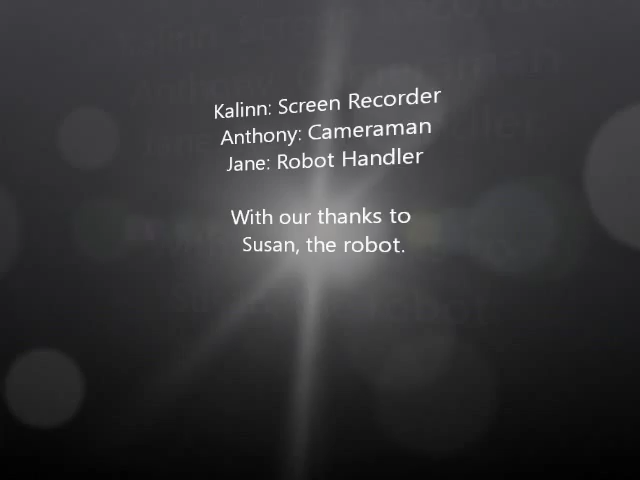 Kalinn: Screen Recorder
Anthony: Cameraman
Jane: Robot Handler
With our thanks to
Susan, the robot.